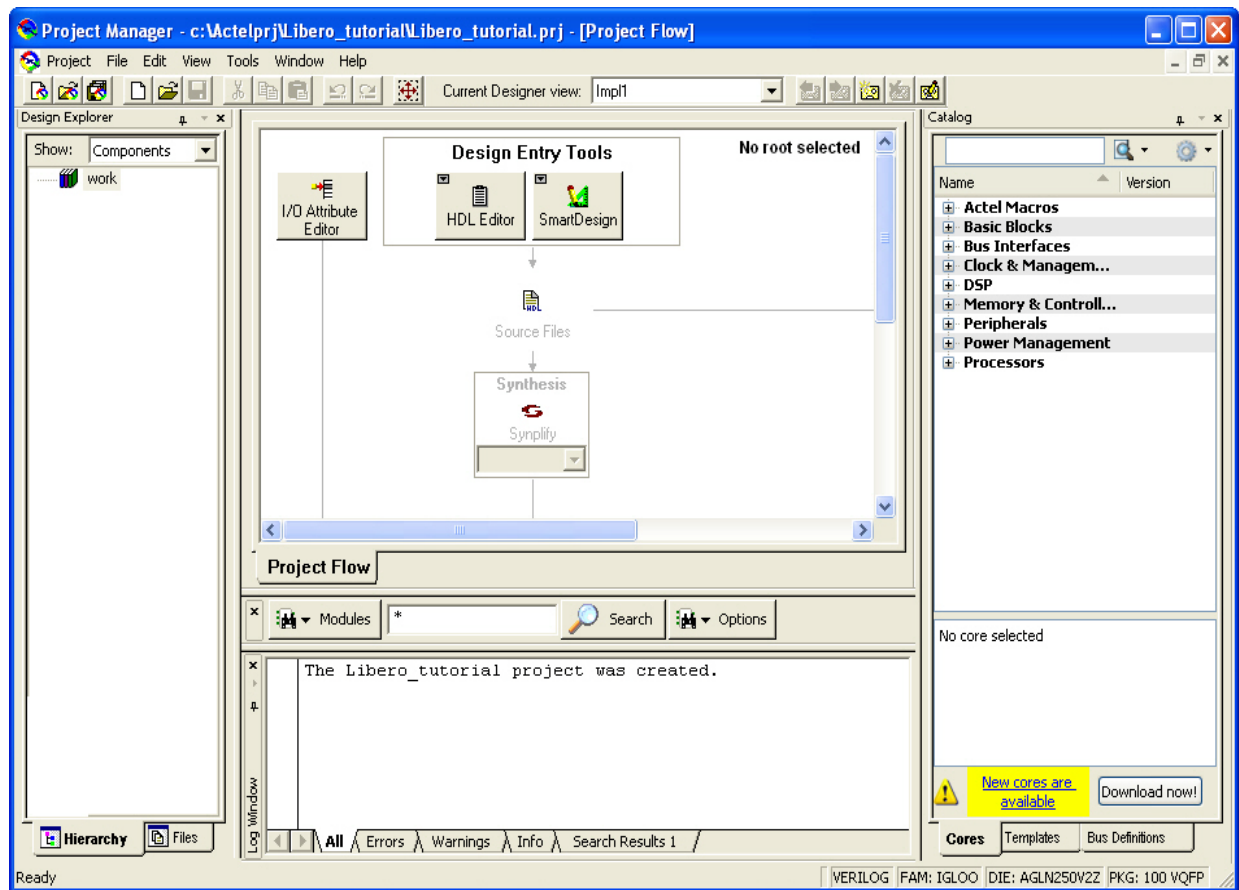 Project Manager - c:\Actelprj\Libero_tutorial\Libero_tutorial.prj - [Project Flow]
Project File Edit View Tools Window Help
Current Designer view: Impl1
Design Explorer
Show: Components
work
Hierarchy Files
Design Entry Tools
No root selected
I/O Attribute
Editor
HDL Editor
SmartDesign
HDL
Source Files
Synthesis
Synplify
Project Flow
Modules * Search Options
The Libero_tutorial project was created.
Log Window
All Errors Warnings Info Search Results 1
Catalog
Name Version
Actel Macros
Basic Blocks
Bus Interfaces
Clock & Managem...
DSP
Memory & Controll...
Peripherals
Power Management
Processors
No core selected
New cores are
available
Download now!
Cores Templates Bus Definitions
Ready
VERILOG FAM: IGLOO DIE: AGLN250V2Z PKG: 100 VQFP